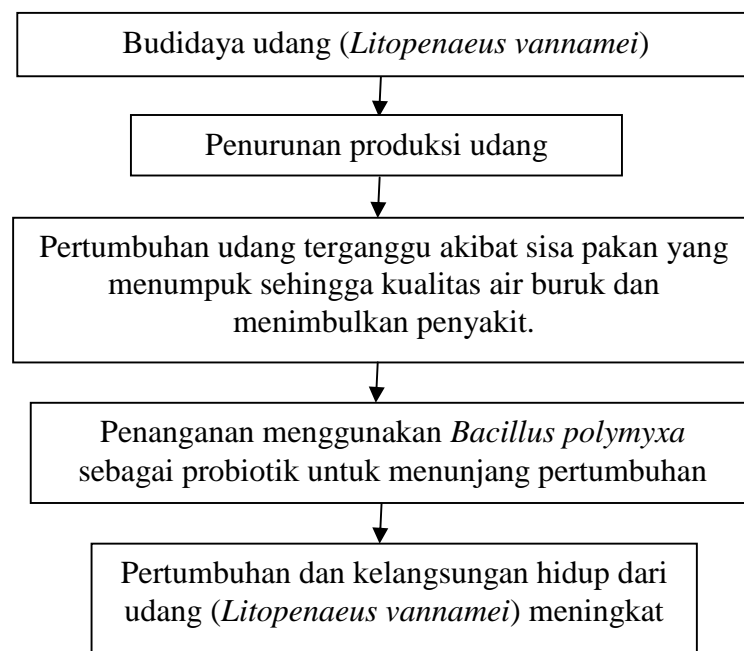 Budidaya udang (Litopenaeus vannamei)
Penurunan produksi udang
Pertumbuhan udang terganggu akibat sisa pakan yang
menumpuk sehingga kualitas air buruk dan
menimbulkan penyakit.
Penanganan menggunakan Bacillus polymyxa
sebagai probiotik untuk menunjang pertumbuhan
Pertumbuhan dan kelangsungan hidup dari
udang (Litopenaeus vannamei) meningkat